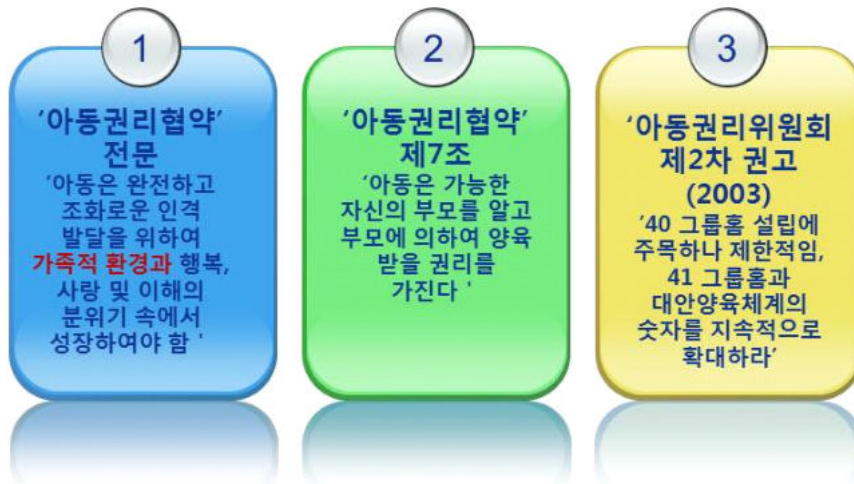 1
‘아동권리협약’
전문
‘아동은 완전하고
조화로운 인격
발달을 위하여
가족적 환경과 행복,
사랑 및 이해의
분위기 속에서
성장하여야 함 ’
2
‘아동권리협약’
제7조
‘아동은 가능한
자신의 부모를 알고
부모에 의하여 양육
받을 권리를
가진다 ’
3
‘아동권리위원회
제2차 권고
(2003)
‘40 그룹홈 설립에
주목하나 제한적임,
41 그룹홈과
대안양육체계의
숫자를 지속적으로
확대하라’